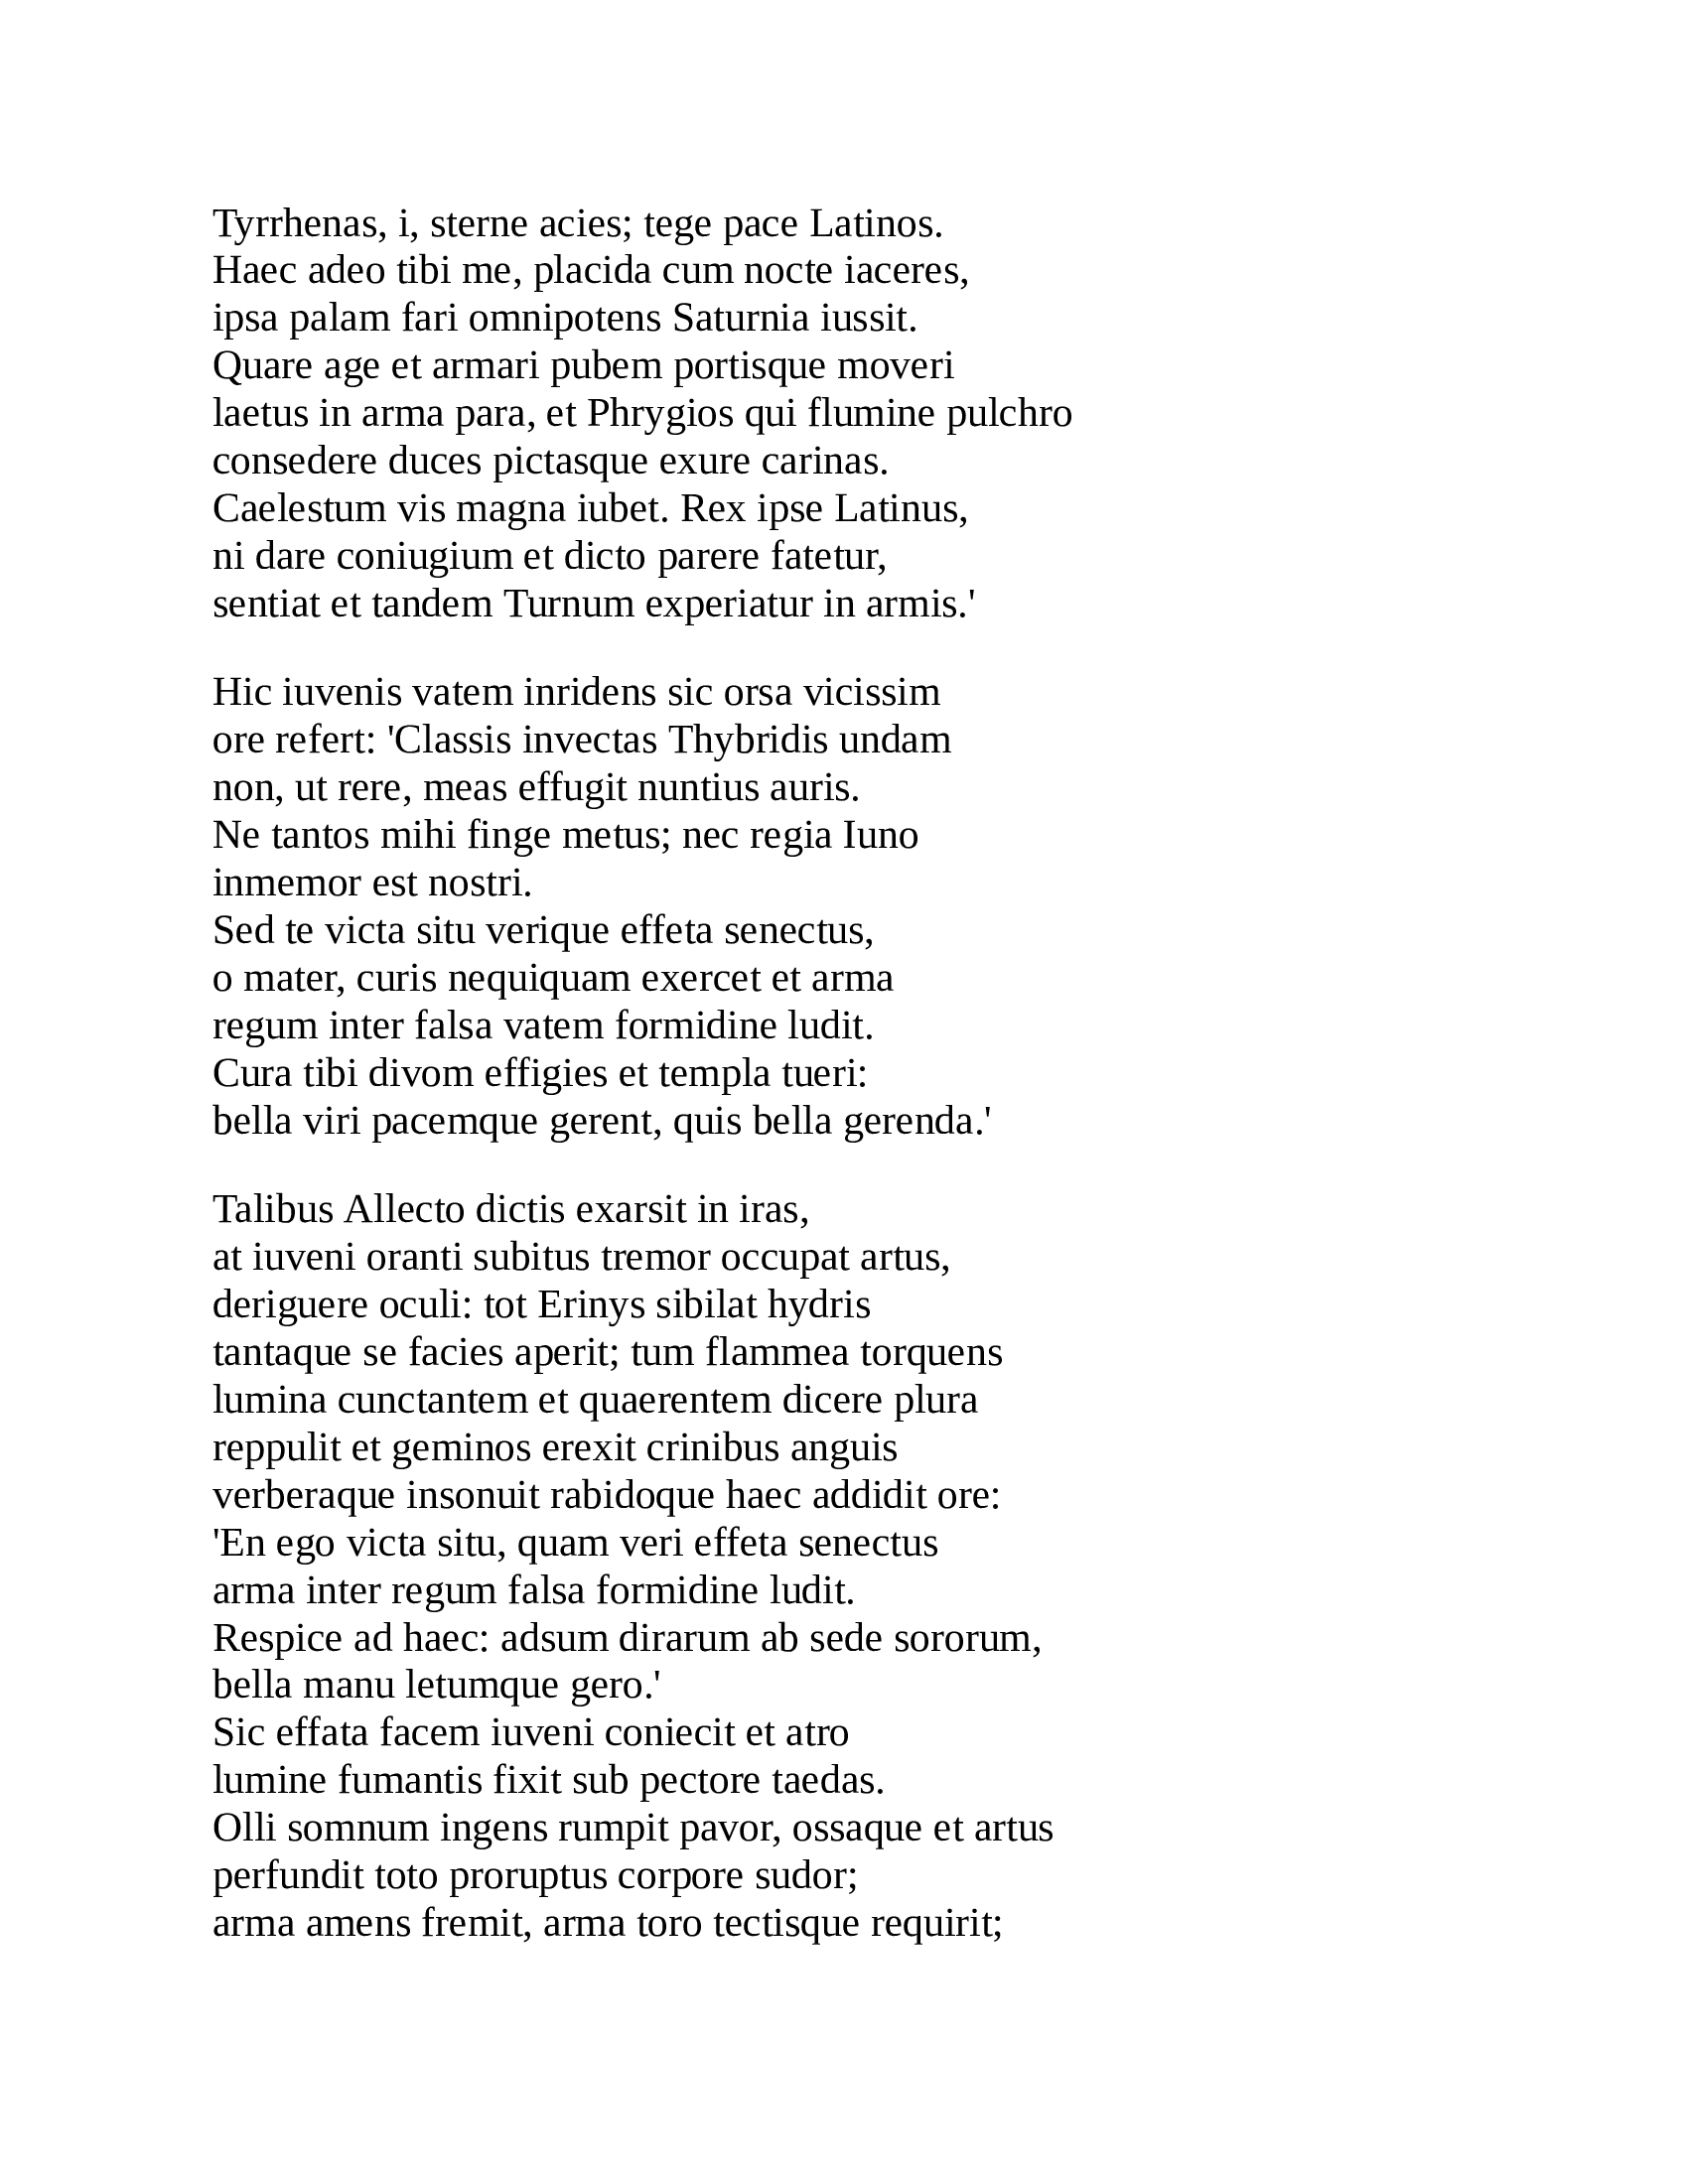 Tyrrhenas, i, sterne acies; tege pace Latinos.
Haec adeo tibi me, placida cum nocte iaceres,
ipsa palam fari omnipotens Saturnia iussit.
Quare age et armari pubem portisque moveri
laetus in arma para, et Phrygios qui flumine pulchro
consedere duces pictasque exure carinas.
Caelestum vis magna iubet. Rex ipse Latinus,
ni dare coniugium et dicto parere fatetur,
sentiat et tandem Turnum experiatur in armis.'

Hic iuvenis vatem inridens sic orsa vicissim
ore refert: 'Classis invectas Thybridis undam
non, ut rere, meas effugit nuntius auris.
Ne tantos mihi finge metus; nec regia Iuno
inmemor est nostri.
Sed te victa situ verique effeta senectus,
o mater, curis nequiquam exercet et arma
regum inter falsa vatem formidine ludit.
Cura tibi divom effigies et templa tueri:
bella viri pacemque gerent, quis bella gerenda.'

Talibus Allecto dictis exarsit in iras,
at iuveni oranti subitus tremor occupat artus,
deriguere oculi: tot Erinys sibilat hydris
tantaque se facies aperit; tum flammea torquens
lumina cunctantem et quaerentem dicere plura
reppulit et geminos erexit crinibus anguis
verberaque insonuit rabidoque haec addidit ore:
'En ego victa situ, quam veri effeta senectus
arma inter regum falsa formidine ludit.
Respice ad haec: adsum dirarum ab sede sororum,
bella manu letumque gero.'
Sic effata facem iuveni coniecit et atro
lumine fumantis fixit sub pectore taedas.
Olli somnum ingens rumpit pavor, ossaque et artus
perfundit toto proruptus corpore sudor;
arma amens fremit, arma toro tectisque requirit;